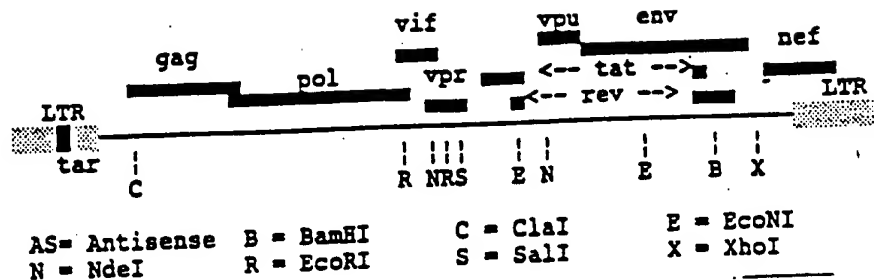 vif vpu env
gag pol vpr <-- tat --> nef
LTR <-- rev --> LTR
tar
C R NRS E N E B X
AS= Antisense B = BamHI C = ClaI E = EcoNI
N = NdeI R = EcoRI S = SalI X = XhoI